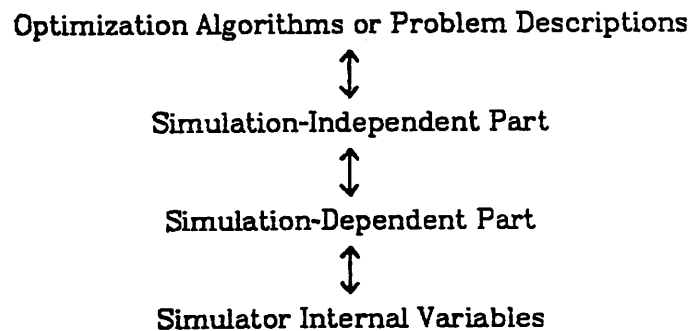 Optimization Algorithms or Problem Descriptions
Simulation-Independent Part
Simulation-Dependent Part
Simulator Internal Variables